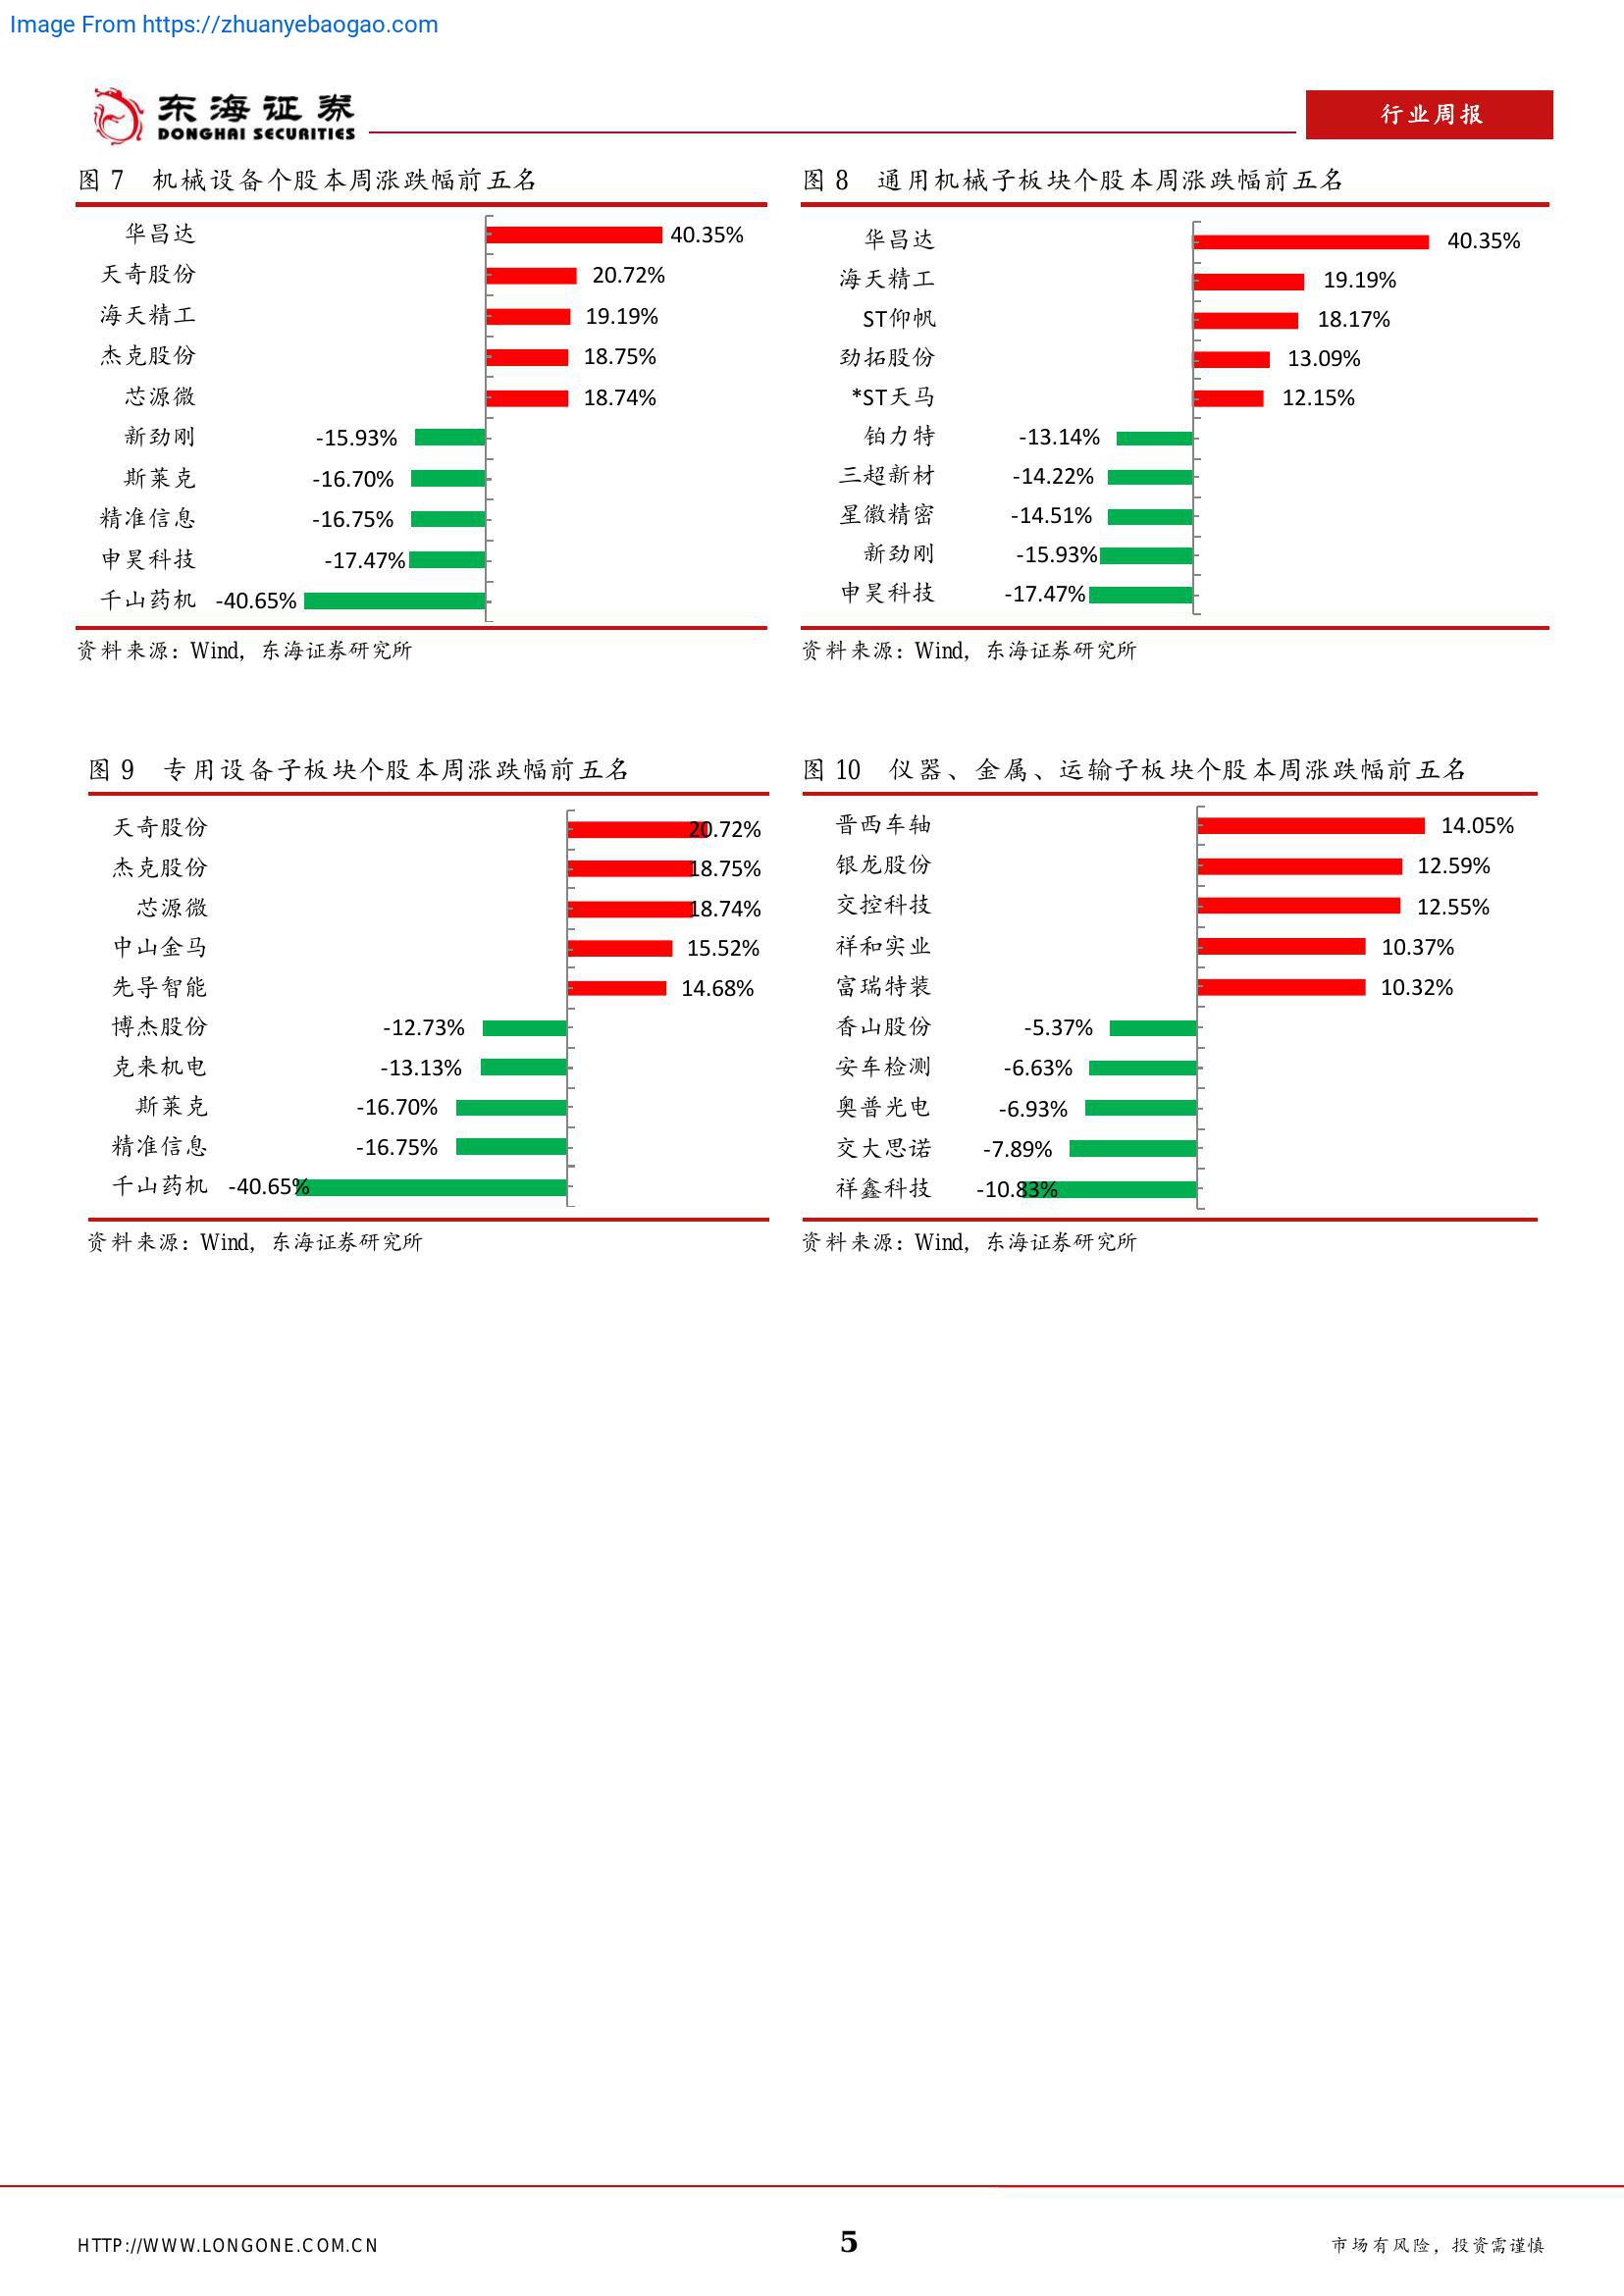 Image From https://zhuanyebaogao.com
东海证券
DONGHAI SECURITIES
行业周报
图 7 机械设备个股本周涨跌幅前五名
华昌达 40.35%
天奇股份 20.72%
海天精工 19.19%
杰克股份 18.75%
芯源微 18.74%
新劲刚 -15.93%
斯莱克 -16.70%
精准信息 -16.75%
申昊科技 -17.47%
千山药机 -40.65%
资料来源：Wind，东海证券研究所
图 8 通用机械子板块个股本周涨跌幅前五名
华昌达 40.35%
海天精工 19.19%
ST仰帆 18.17%
劲拓股份 13.09%
*ST天马 12.15%
铂力特 -13.14%
三超新材 -14.22%
星徽精密 -14.51%
新劲刚 -15.93%
申昊科技 -17.47%
资料来源：Wind，东海证券研究所
图 9 专用设备子板块个股本周涨跌幅前五名
天奇股份 20.72%
杰克股份 18.75%
芯源微 18.74%
中山金马 15.52%
先导智能 14.68%
博杰股份 -12.73%
克来机电 -13.13%
斯莱克 -16.70%
精准信息 -16.75%
千山药机 -40.65%
资料来源：Wind，东海证券研究所
图 10 仪器、金属、运输子板块个股本周涨跌幅前五名
晋西车轴 14.05%
银龙股份 12.59%
交控科技 12.55%
祥和实业 10.37%
富瑞特装 10.32%
香山股份 -5.37%
安车检测 -6.63%
奥普光电 -6.93%
交大思诺 -7.89%
祥鑫科技 -10.83%
资料来源：Wind，东海证券研究所
HTTP://WWW.LONGONE.COM.CN
5
市场有风险，投资需谨慎